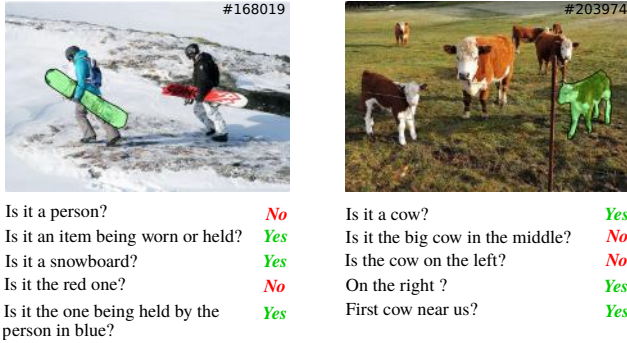 #168019
#203974
Is it a person? No
Is it an item being worn or held? Yes
Is it a snowboard? Yes
Is it the red one? No
Is it the one being held by the Yes
person in blue?
Is it a cow? Yes
Is it the big cow in the middle? No
Is the cow on the left? No
On the right ? Yes
First cow near us? Yes